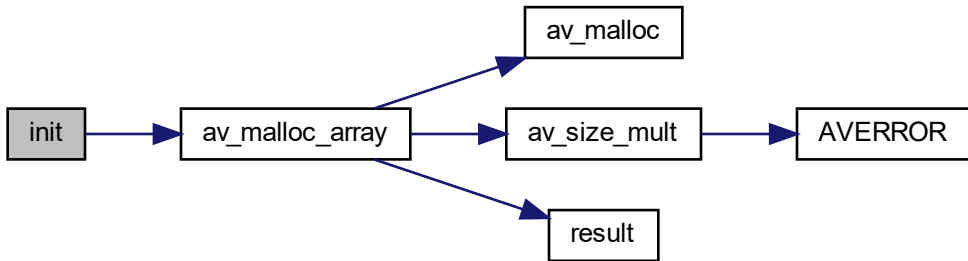 init
av_malloc_array
av_malloc
av_size_mult
AVERROR
result